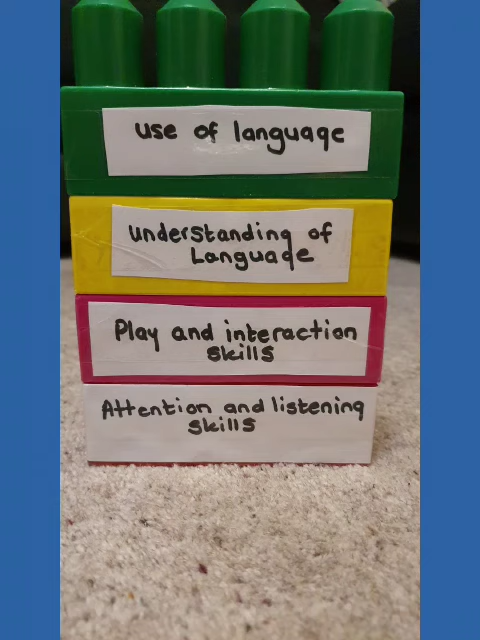 use of language
understanding of
Language
Play and interaction
skills
Attention and listening
skills